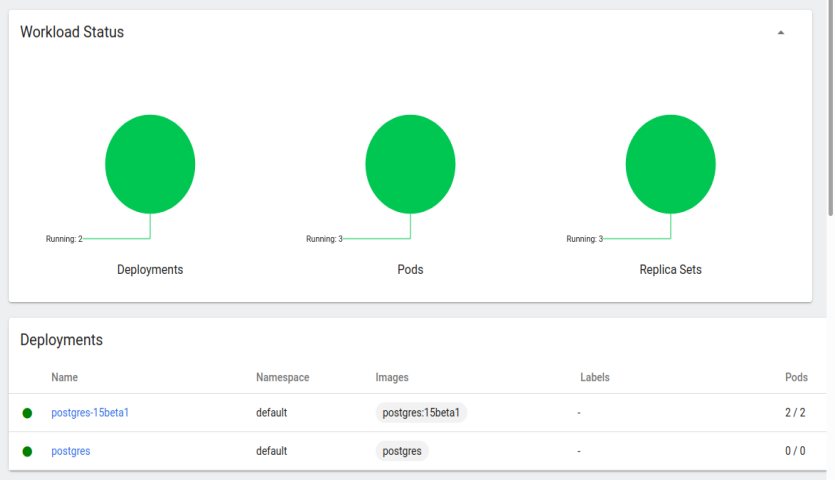 Workload Status
Running: 2 Running: 3 Running: 3
Deployments Pods Replica Sets
Deployments
Name Namespace Images Labels Pods
postgres-15beta1 default postgres:15beta1 - 2 / 2
postgres default postgres - 0 / 0